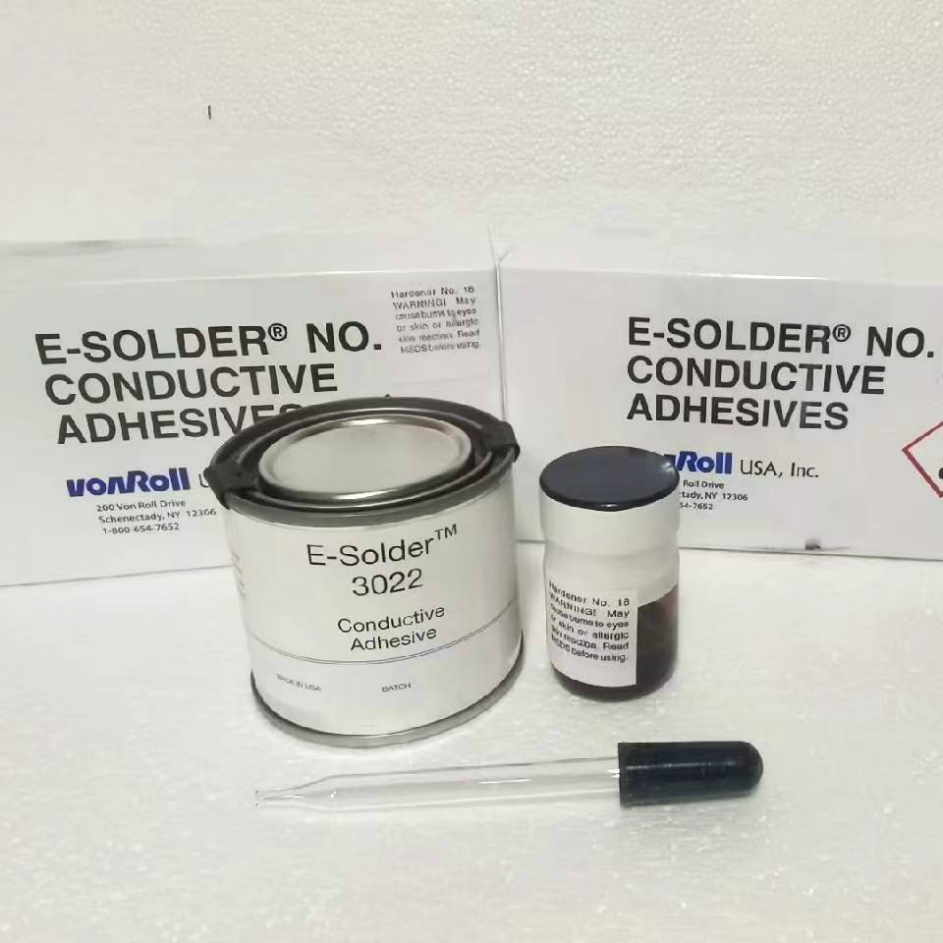 E-SOLDER® NO.
CONDUCTIVE
ADHESIVES
Hardener No. 18
WARNING! May
cause burns to eyes
or skin or allergic
skin reaction. Read
MSDS before using.
vonRoll
200 Von Roll Drive
Schenectady, NY 12306
1-800-654-7652
E-SOLDER® NO.
CONDUCTIVE
ADHESIVES
vonRoll USA, Inc.
Roll Drive
tady, NY 12306
54-7652
E-Solder™
3022
Conductive
Adhesive
MADE IN USA
BATCH
Hardener No. 18
WARNING! May
cause burns to eyes
or skin or allergic
skin reaction. Read
MSDS before using.